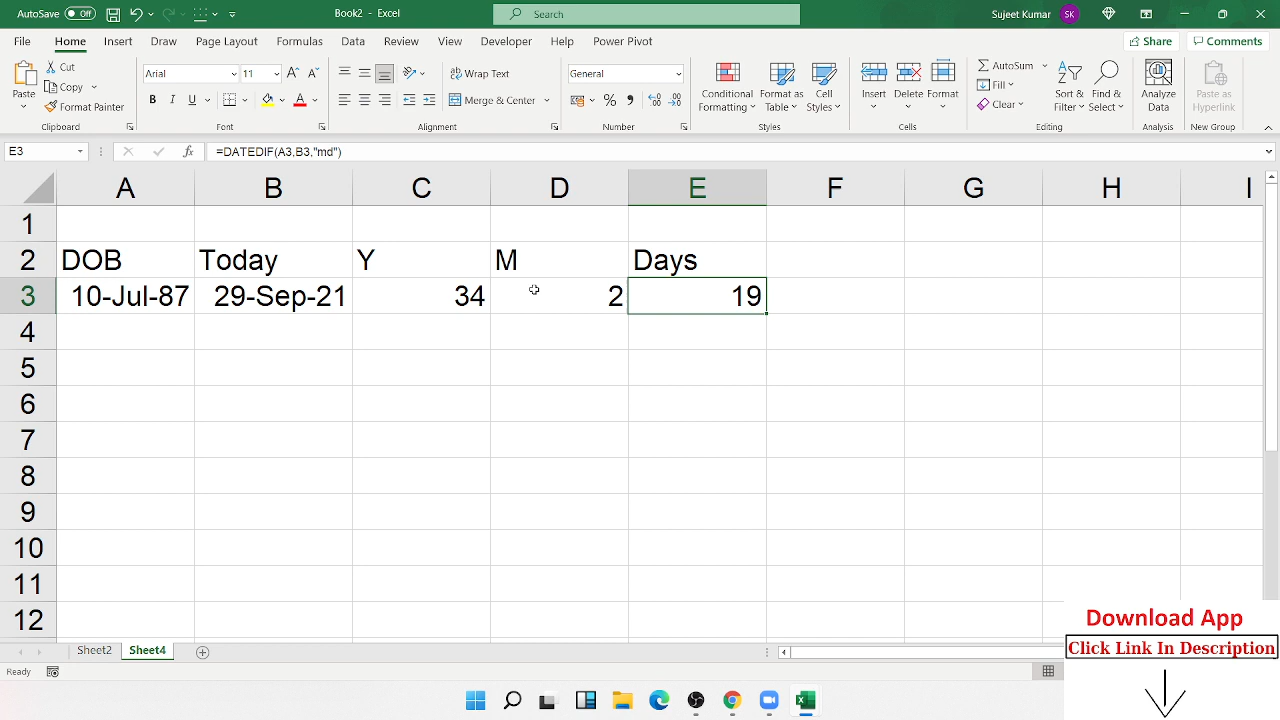 AutoSave Off Book2 - Excel Search Sujeet Kumar SK
File Home Insert Draw Page Layout Formulas Data Review View Developer Help Power Pivot Share Comments
Paste Cut Copy Format Painter
Clipboard
Arial 11
B I U A
Font
Wrap Text
Merge & Center
Alignment
General
%
Number
Conditional Formatting
Format as Table
Cell Styles
Styles
Insert Delete Format
Cells
AutoSum
Fill
Clear
Sort & Filter
Find & Select
Editing
Analyze Data
Analysis
Paste as Hyperlink
New Group
E3 fx =DATEDIF(A3,B3,"md")
A B C D E F G H I
1
2 DOB Today Y M Days
3 10-Jul-87 29-Sep-21 34 2 19
4
5
6
7
8
9
10
11
12
Download App
Click Link In Description
Sheet2 Sheet4
Ready